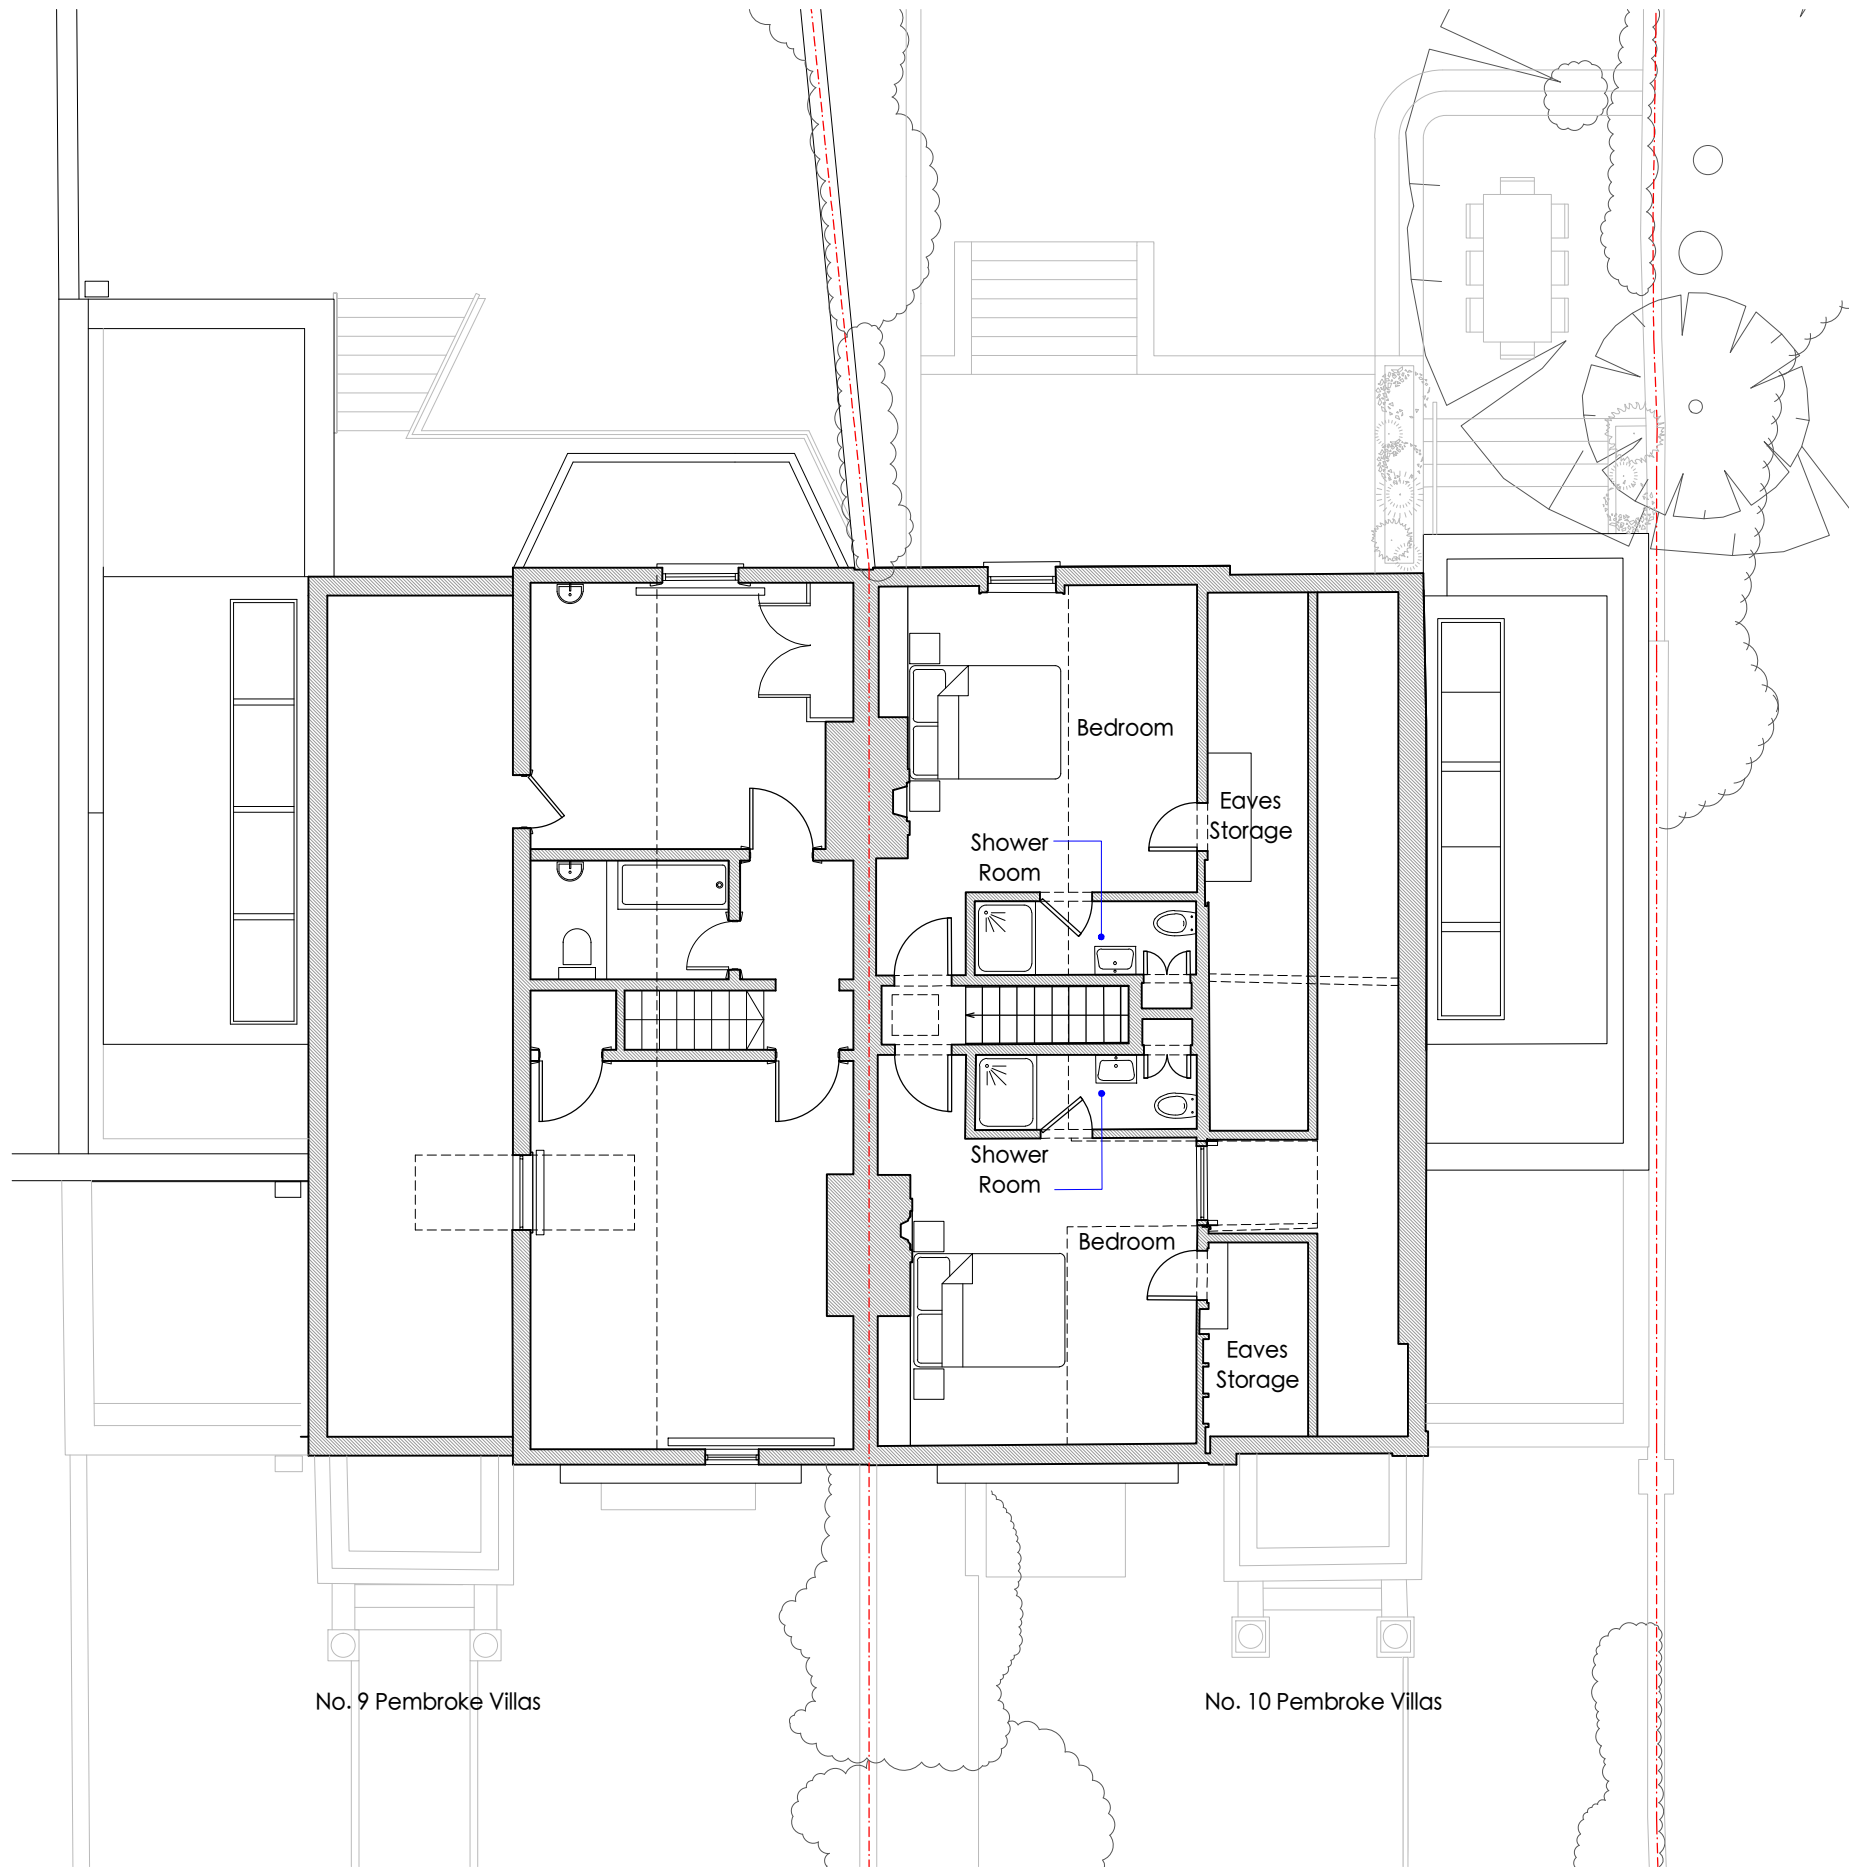 Bedroom
Eaves
Storage
Shower
Room
Shower
Room
Bedroom
Eaves
Storage
No. 9 Pembroke Villas
No. 10 Pembroke Villas